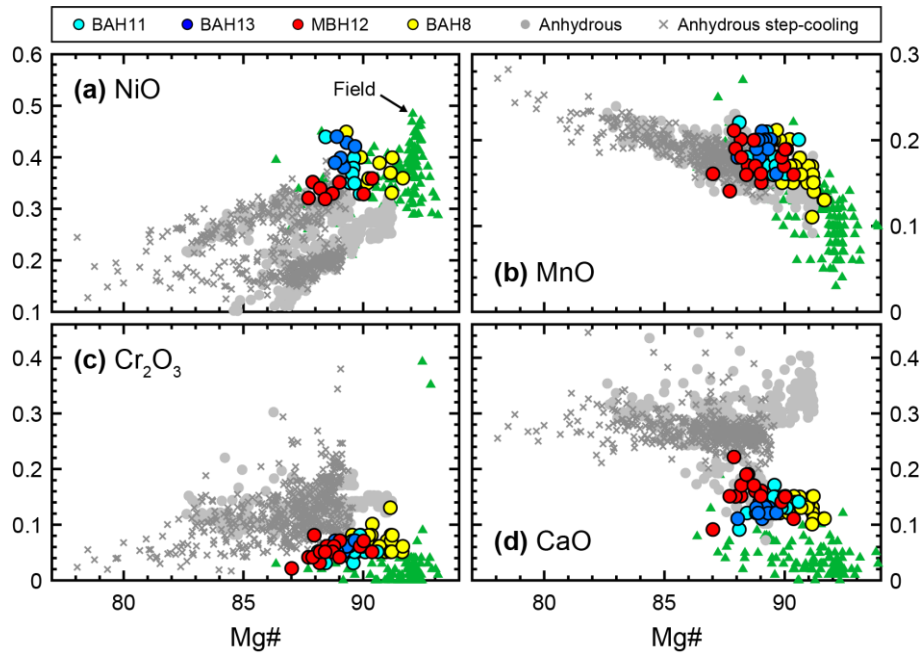 BAH11 BAH13 MBH12 BAH8 Anhydrous Anhydrous step-cooling
0.6 0.5 0.4 0.3 0.2 0.1
(a) NiO
Field
0.3 0.2 0.1 0
(b) MnO
0.4 0.3 0.2 0.1 0
(c) Cr₂O₃
80 85 90
Mg#
0.4 0.3 0.2 0.1 0
(d) CaO
80 85 90
Mg#